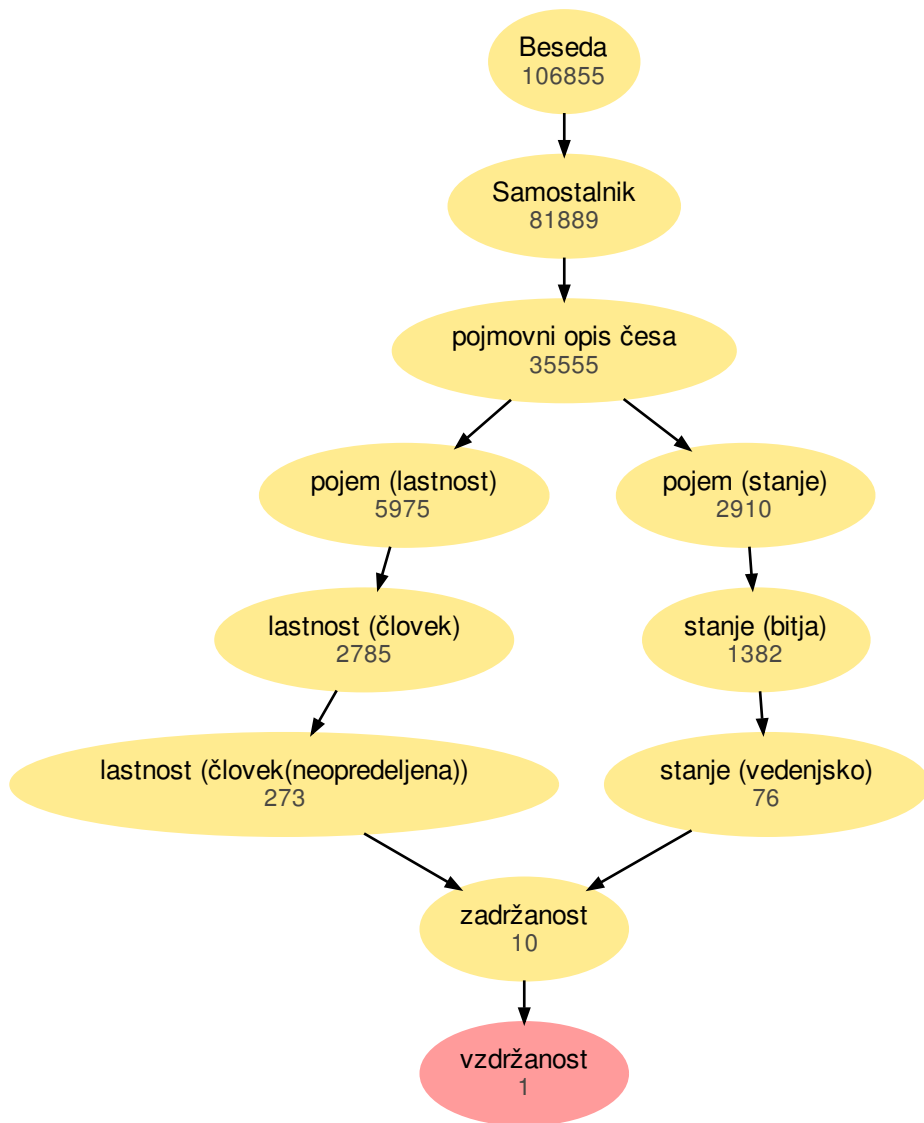 Beseda
106855
Samostalnik
81889
pojmovni opis česa
35555
pojem (lastnost)
5975
pojem (stanje)
2910
lastnost (človek)
2785
stanje (bitja)
1382
lastnost (človek(neopredeljena))
273
stanje (vedenjsko)
76
zadržanost
10
vzdržanost
1